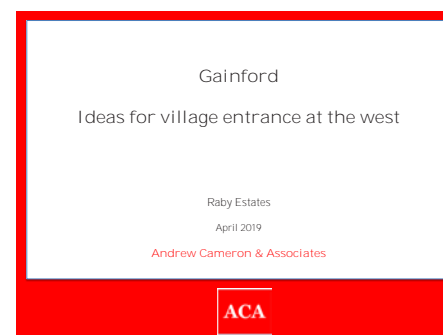 Gainford
Ideas for village entrance at the west
Raby Estates
April 2019
Andrew Cameron & Associates
ACA